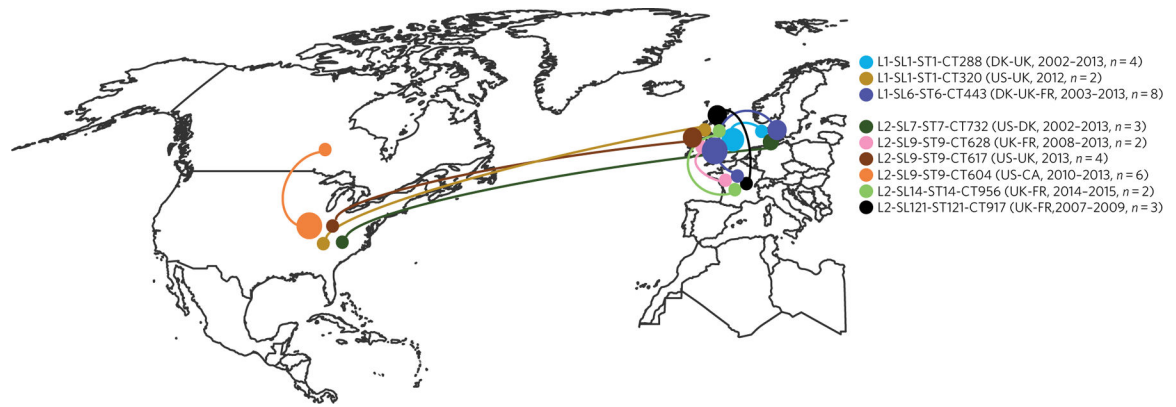 L1-SL1-ST1-CT288 (DK-UK, 2002–2013, n = 4)
L1-SL1-ST1-CT320 (US-UK, 2012, n = 2)
L1-SL6-ST6-CT443 (DK-UK-FR, 2003–2013, n = 8)
L2-SL7-ST7-CT732 (US-DK, 2002–2013, n = 3)
L2-SL9-ST9-CT628 (UK-FR, 2008–2013, n = 2)
L2-SL9-ST9-CT617 (US-UK, 2013, n = 4)
L2-SL9-ST9-CT604 (US-CA, 2010–2013, n = 6)
L2-SL14-ST14-CT956 (UK-FR, 2014–2015, n = 2)
L2-SL121-ST121-CT917 (UK-FR,2007–2009, n = 3)